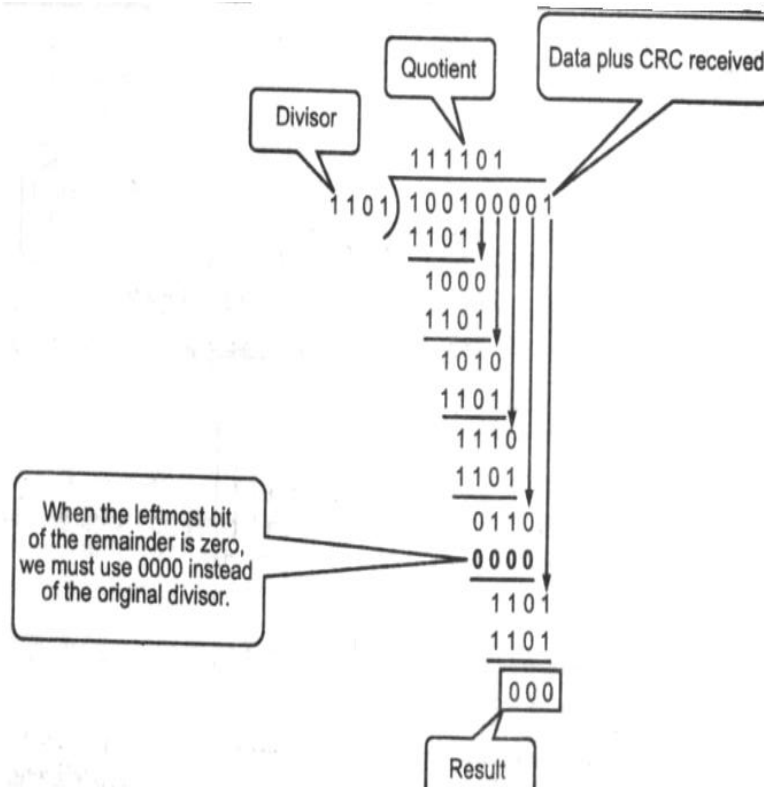 Data plus CRC received
Quotient
Divisor
111101
1101
100100001
1101
1000
1101
1010
1101
1110
1101
0110
When the leftmost bit
of the remainder is zero,
we must use 0000 instead
of the original divisor.
0000
1101
1101
000
Result